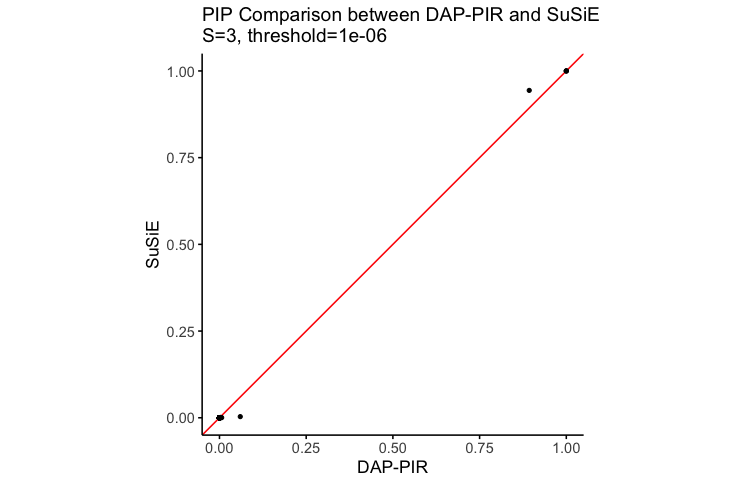 PIP Comparison between DAP-PIR and SuSiE
S=3, threshold=1e-06
1.00
0.75
0.50
0.25
0.00
SuSiE
0.00 0.25 0.50 0.75 1.00
DAP-PIR